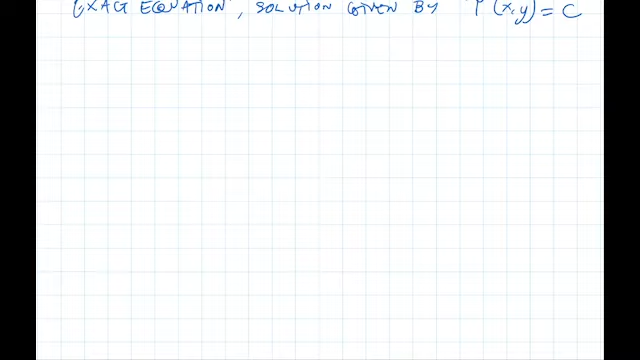 EXACT EQUATION, SOLUTION GIVEN BY Ψ(x,y) = C